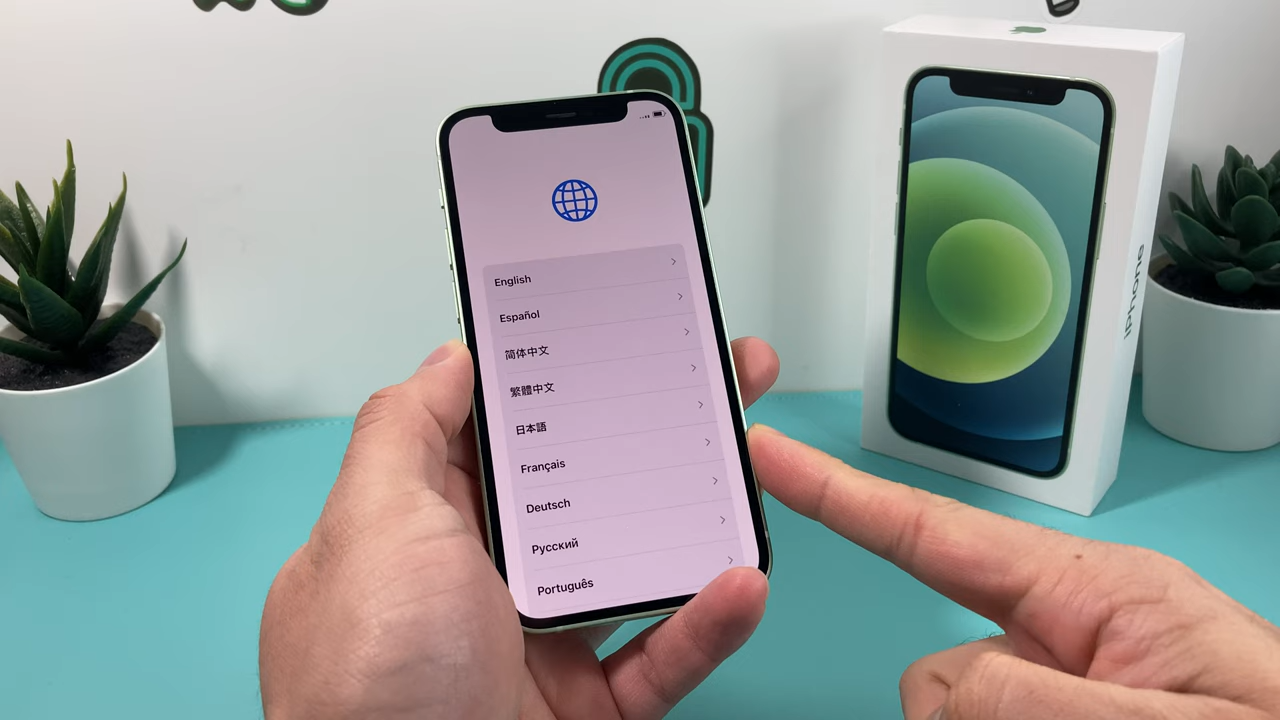 English
Español
简体中文
繁體中文
日本語
Français
Deutsch
Русский
Português
iPhone